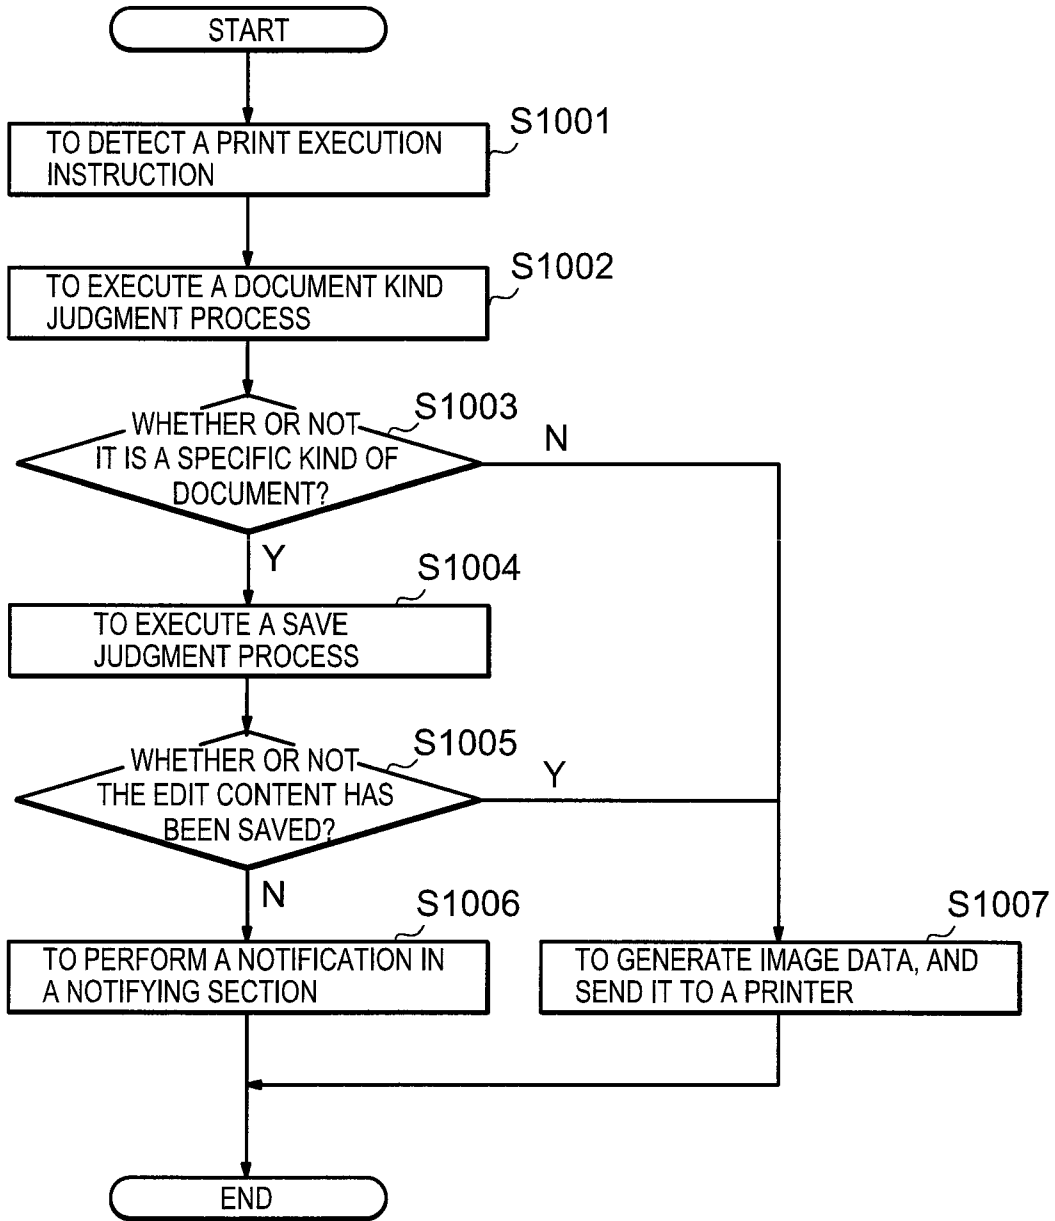 START
S1001
TO DETECT A PRINT EXECUTION
INSTRUCTION
S1002
TO EXECUTE A DOCUMENT KIND
JUDGMENT PROCESS
S1003
WHETHER OR NOT
IT IS A SPECIFIC KIND OF
DOCUMENT?
N
Y
S1004
TO EXECUTE A SAVE
JUDGMENT PROCESS
S1005
WHETHER OR NOT
THE EDIT CONTENT HAS
BEEN SAVED?
Y
N
S1006
TO PERFORM A NOTIFICATION IN
A NOTIFYING SECTION
S1007
TO GENERATE IMAGE DATA, AND
SEND IT TO A PRINTER
END